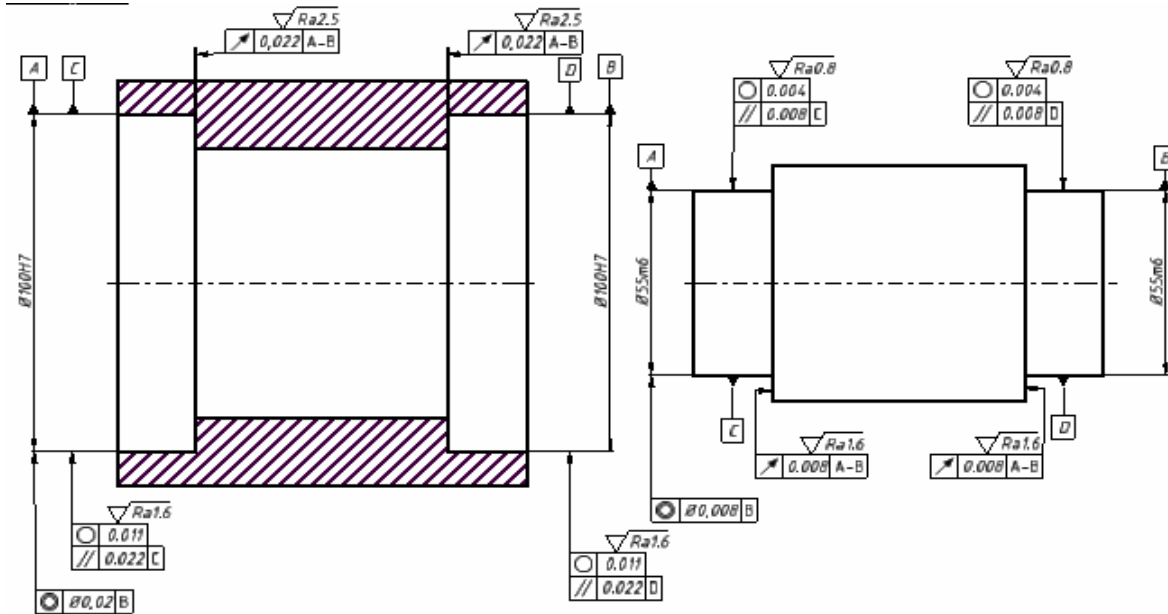 Ra2.5
0,022 A-B
Ra2.5
0,022 A-B
A
C
D
B
Ø100H7
Ø100H7
Ra1.6
0.011
// 0.022 C
Ø0,02 B
Ra1.6
0.011
// 0.022 D
Ra0.8
0.004
// 0.008 C
Ra0.8
0.004
// 0.008 D
A
Ø55m6
Ø55m6
C
D
Ra1.6
0.008 A-B
Ra1.6
0.008 A-B
Ø0,008 B